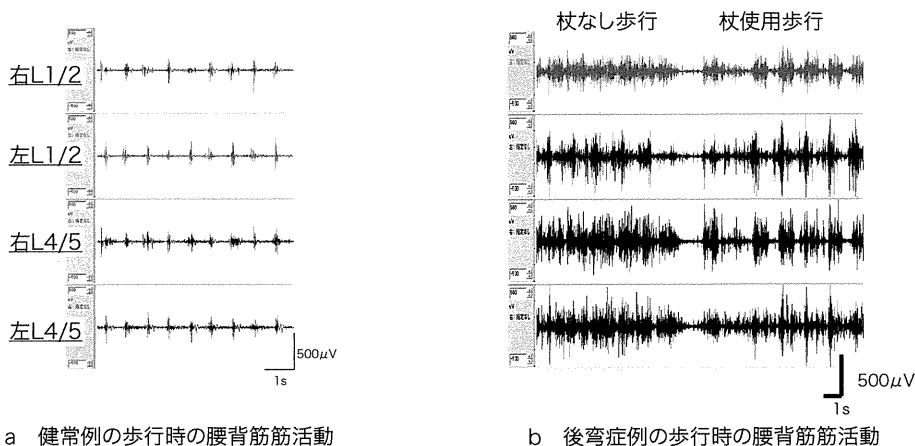 杖なし歩行 杖使用歩行
右L1/2
左L1/2
右L4/5
左L4/5
500μV
1s
500μV
1s
a 健常例の歩行時の腰背筋筋活動
b 後弯症例の歩行時の腰背筋筋活動